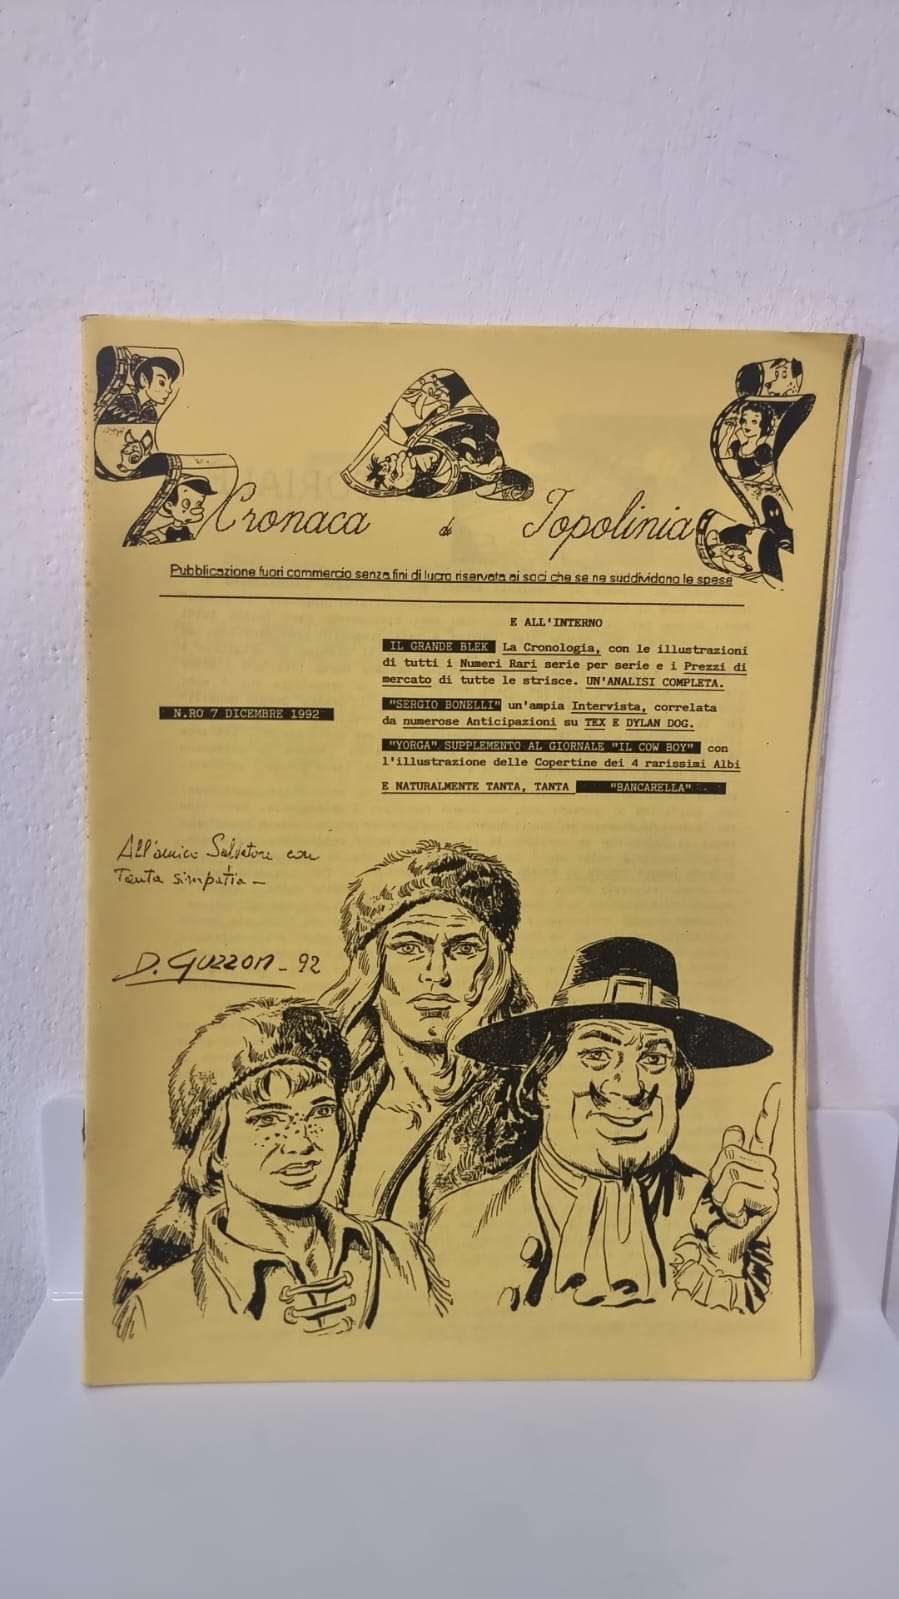 Cronaca di Topolinia
Pubblicazione fuori commercio senza fini di lucro riservata ai soci che se ne suddividono le spese
E ALL'INTERNO
IL GRANDE BLEK La Cronologia, con le illustrazioni
di tutti i Numeri Rari serie per serie e i Prezzi di
mercato di tutte le strisce. UN'ANALISI COMPLETA.
N.RO 7 DICEMBRE 1992
"SERGIO BONELLI" un'ampia Intervista, correlata
da numerose Anticipazioni su TEX E DYLAN DOG.
"YORGA" SUPPLEMENTO AL GIORNALE "IL COW BOY" con
l'illustrazione delle Copertine dei 4 rarissimi Albi
E NATURALMENTE TANTA, TANTA "BANCARELLA"
All'amico Salvatore con
Tanta simpatia -
D. Guzzon - 92